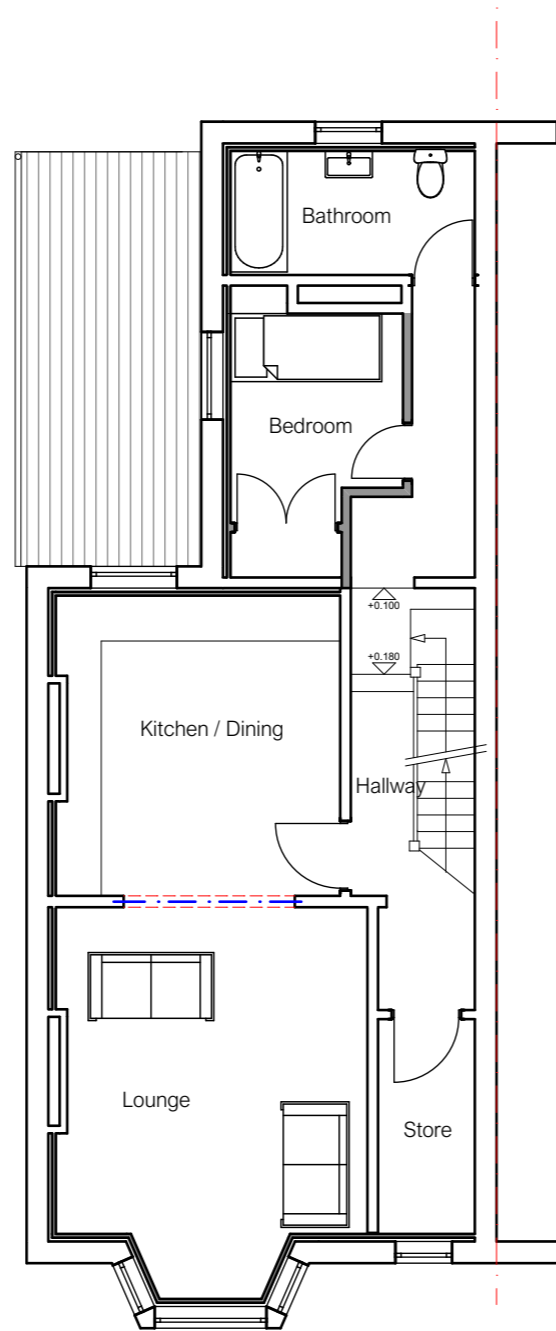 Bathroom
Bedroom
+0.100
+0.180
Kitchen / Dining
Hallway
Lounge
Store